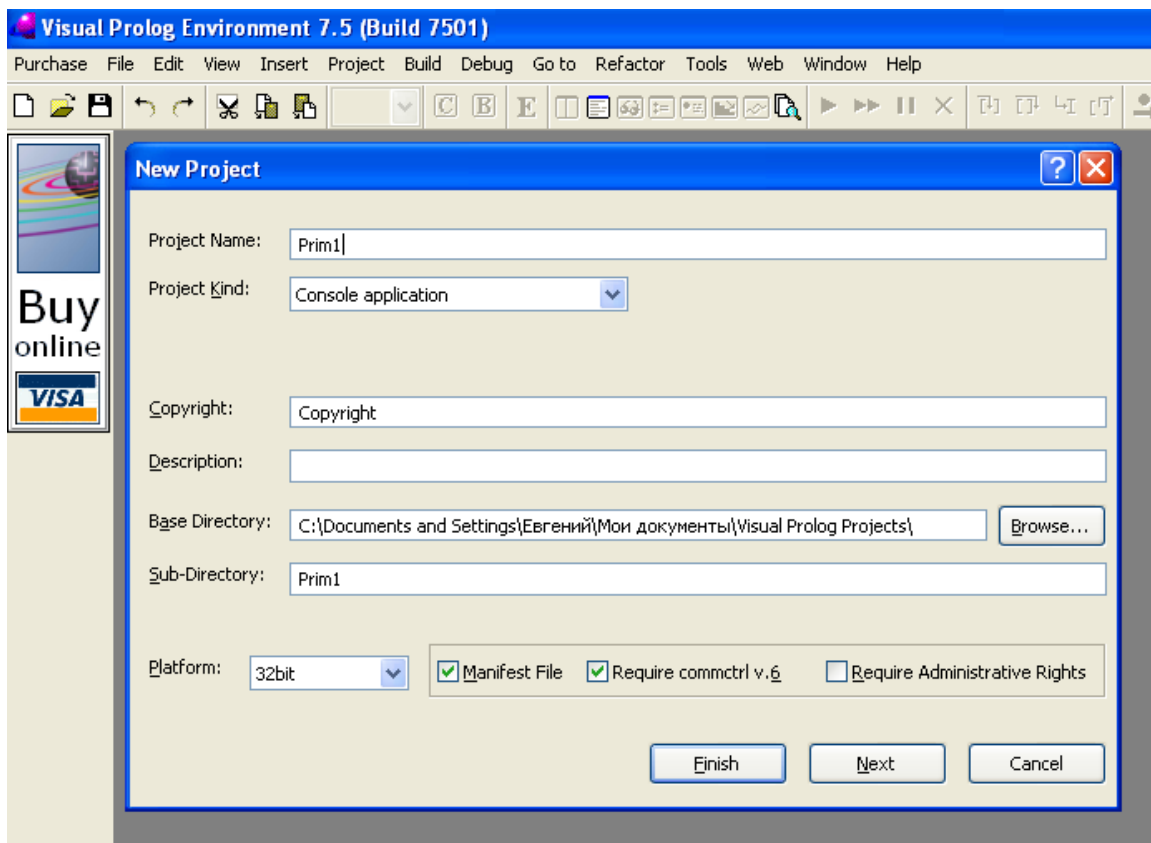 Visual Prolog Environment 7.5 (Build 7501)
Purchase File Edit View Insert Project Build Debug Go to Refactor Tools Web Window Help
C B E
New Project
Buy
online
VISA
Project Name: Prim1
Project Kind: Console application
Copyright: Copyright
Description:
Base Directory: C:\Documents and Settings\Евгений\Мои документы\Visual Prolog Projects\ Browse...
Sub-Directory: Prim1
Platform: 32bit Manifest File Require commctrl v.6 Require Administrative Rights
Finish Next Cancel